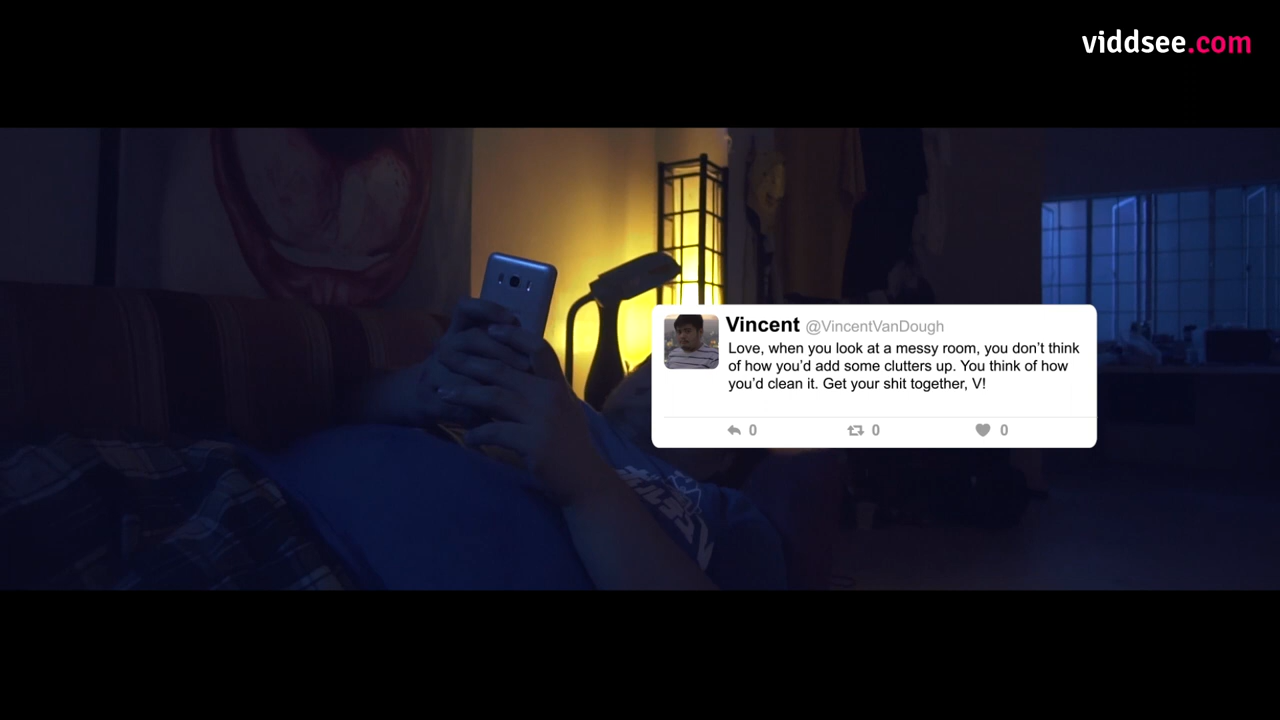 viddsee.com
Vincent @VincentVanDough
Love, when you look at a messy room, you don't think
of how you'd add some clutters up. You think of how
you'd clean it. Get your shit together, V!
0 0 0